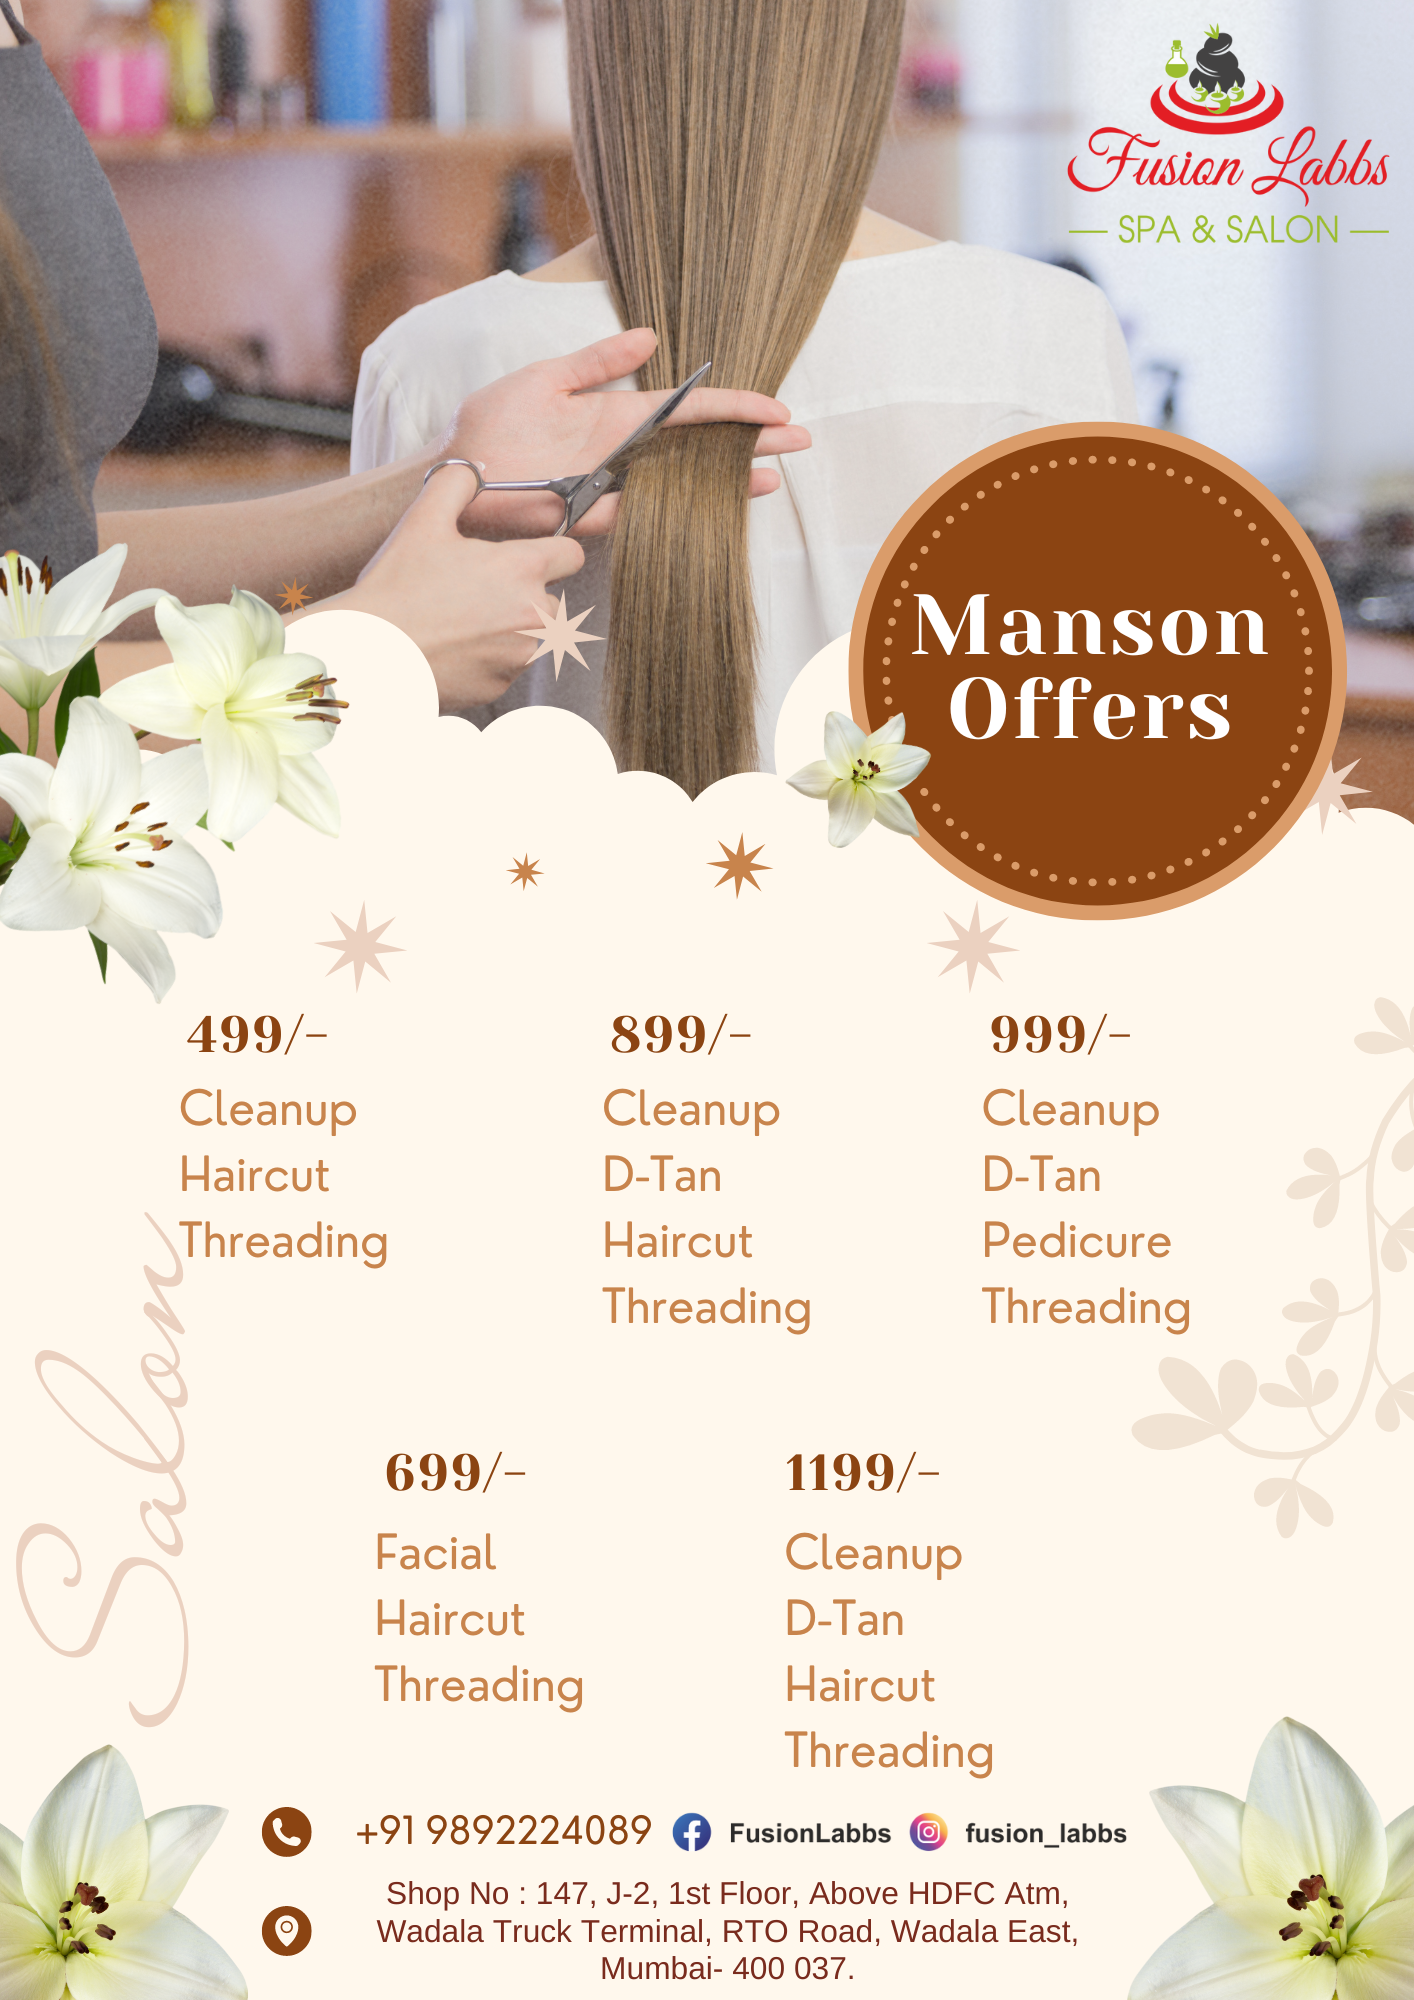 Fusion Labbs
SPA & SALON
Manson
Offers
499/-
Cleanup
Haircut
Threading
899/-
Cleanup
D-Tan
Haircut
Threading
999/-
Cleanup
D-Tan
Pedicure
Threading
Salon
699/-
Facial
Haircut
Threading
1199/-
Cleanup
D-Tan
Haircut
Threading
+91 9892224089 FusionLabbs fusion_labbs
Shop No : 147, J-2, 1st Floor, Above HDFC Atm,
Wadala Truck Terminal, RTO Road, Wadala East,
Mumbai- 400 037.